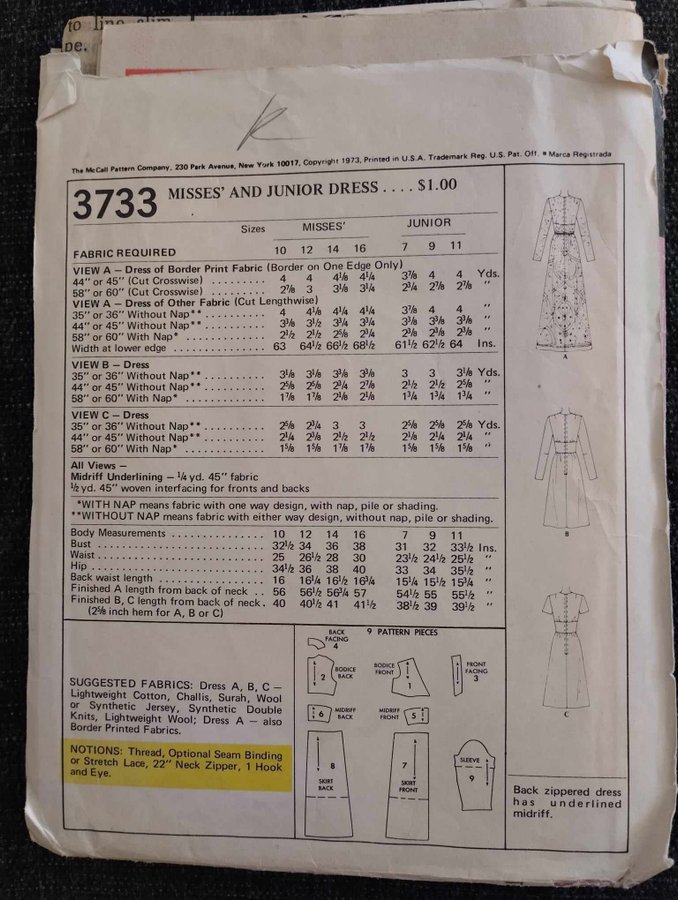 to line slim
pe.
The McCall Pattern Company, 230 Park Avenue, New York 10017, Copyright 1973, Printed in U.S.A. Trademark Reg. U.S. Pat. Off. ■ Marca Registrada
3733 MISSES' AND JUNIOR DRESS .... $1.00
Sizes MISSES' JUNIOR
FABRIC REQUIRED 10 12 14 16 7 9 11
VIEW A – Dress of Border Print Fabric (Border on One Edge Only)
44" or 45" (Cut Crosswise) ......... 4 4 4⅛ 4¼ 3⅞ 4 4 Yds.
58" or 60" (Cut Crosswise) ......... 2⅞ 3 3⅛ 3¼ 2¾ 2⅞ 2⅞ "
VIEW A – Dress of Other Fabric (Cut Lengthwise)
35" or 36" Without Nap** .......... 4 4⅛ 4¼ 4¼ 3⅞ 4 4 "
44" or 45" Without Nap** .......... 3⅜ 3½ 3¾ 3¾ 3⅜ 3⅜ 3⅜ "
58" or 60" With Nap* ............. 2½ 2½ 2⅝ 2¾ 2⅜ 2⅜ 2⅜ "
Width at lower edge ............... 63 64½ 66½ 68½ 61½ 62½ 64 Ins.
VIEW B – Dress
35" or 36" Without Nap** .......... 3⅛ 3⅜ 3⅜ 3⅜ 3 3 3⅛ Yds.
44" or 45" Without Nap** .......... 2⅝ 2⅝ 2¾ 2⅞ 2½ 2½ 2⅝ "
58" or 60" With Nap* ............. 1⅞ 1⅞ 2⅛ 2⅛ 1¾ 1¾ 1¾ "
VIEW C – Dress
35" or 36" Without Nap** .......... 2⅝ 2¾ 3 3 2⅝ 2⅝ 2⅝ Yds.
44" or 45" Without Nap** .......... 2¼ 2⅜ 2½ 2½ 2⅛ 2¼ 2¼ "
58" or 60" With Nap* ............. 1⅝ 1⅝ 1⅞ 1⅞ 1⅝ 1⅝ 1⅝ "
All Views –
Midriff Underlining – ¼ yd. 45" fabric
½ yd. 45" woven interfacing for fronts and backs
*WITH NAP means fabric with one way design, with nap, pile or shading.
**WITHOUT NAP means fabric with either way design, without nap, pile or shading.
Body Measurements ............... 10 12 14 16 7 9 11
Bust ........................... 32½ 34 36 38 31 32 33½ Ins.
Waist .......................... 25 26½ 28 30 23½ 24½ 25½ "
Hip ............................ 34½ 36 38 40 33 34 35½ "
Back waist length ................ 16 16¼ 16½ 16¾ 15¼ 15½ 15¾ "
Finished A length from back of neck .. 56 56½ 56¾ 57 54½ 55 55½ "
Finished B, C length from back of neck . 40 40½ 41 41½ 38½ 39 39½ "
(2⅝ inch hem for A, B or C)
SUGGESTED FABRICS: Dress A, B, C –
Lightweight Cotton, Challis, Surah, Wool
or Synthetic Jersey, Synthetic Double
Knits, Lightweight Wool; Dress A – also
Border Printed Fabrics.
NOTIONS: Thread, Optional Seam Binding
or Stretch Lace, 22" Neck Zipper, 1 Hook
and Eye.
9 PATTERN PIECES
BACK
FACING
4
2 BODICE
BACK
BODICE
FRONT 1
FRONT
FACING
3
6 MIDRIFF
BACK
MIDRIFF
FRONT 5
8
SKIRT
BACK
7
SKIRT
FRONT
SLEEVE
9
A
B
C
Back zippered dress
has underlined
midriff.